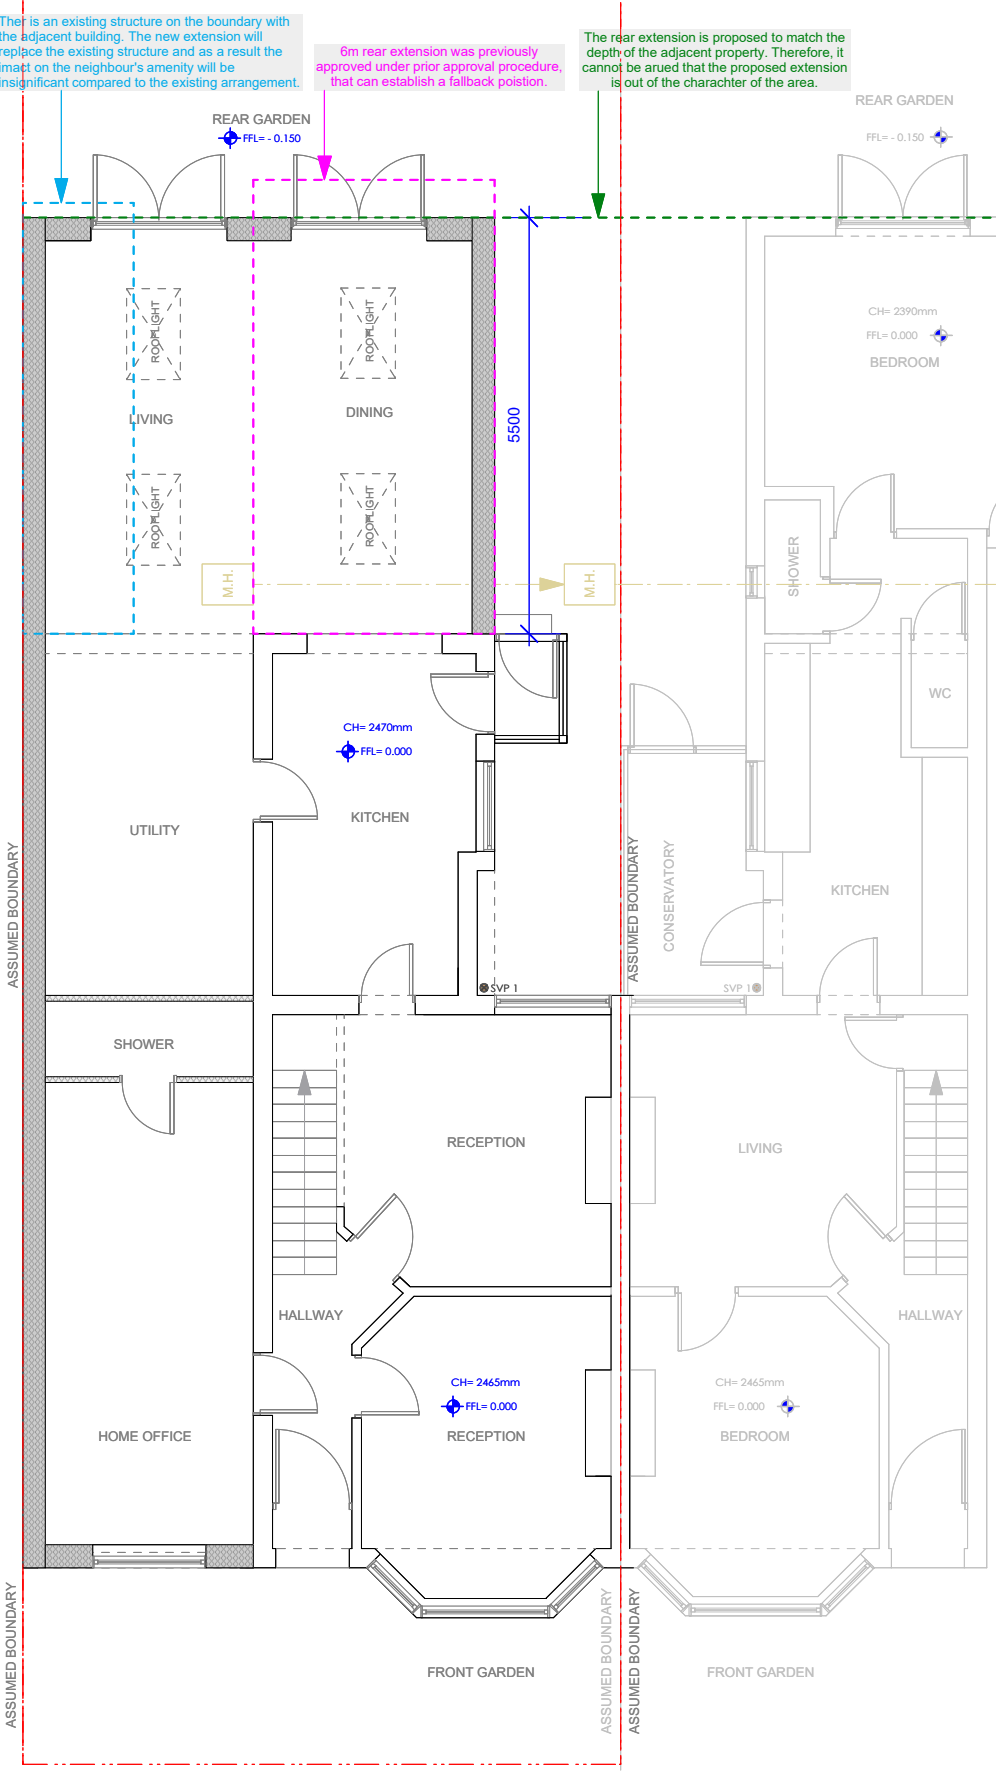 Ther is an existing structure on the boundary with
the adjacent building. The new extension will
replace the existing structure and as a result the
imact on the neighbour's amenity will be
insignificant compared to the existing arrangement.
6m rear extension was previously
approved under prior approval procedure,
that can establish a fallback poistion.
The rear extension is proposed to match the
depth of the adjacent property. Therefore, it
cannot be arued that the proposed extension
is out of the charachter of the area.
REAR GARDEN
FFL= - 0.150
REAR GARDEN
FFL= - 0.150
ROOFLIGHT
ROOFLIGHT
LIVING
DINING
5500
ROOFLIGHT
ROOFLIGHT
M.H.
M.H.
CH= 2390mm
FFL= 0.000
BEDROOM
SHOWER
WC
CH= 2470mm
FFL= 0.000
KITCHEN
UTILITY
ASSUMED BOUNDARY
ASSUMED BOUNDARY
CONSERVATORY
KITCHEN
SVP 1
SVP 1
SHOWER
RECEPTION
LIVING
HALLWAY
HALLWAY
CH= 2465mm
FFL= 0.000
RECEPTION
CH= 2465mm
FFL= 0.000
BEDROOM
HOME OFFICE
ASSUMED BOUNDARY
ASSUMED BOUNDARY
ASSUMED BOUNDARY
FRONT GARDEN
FRONT GARDEN